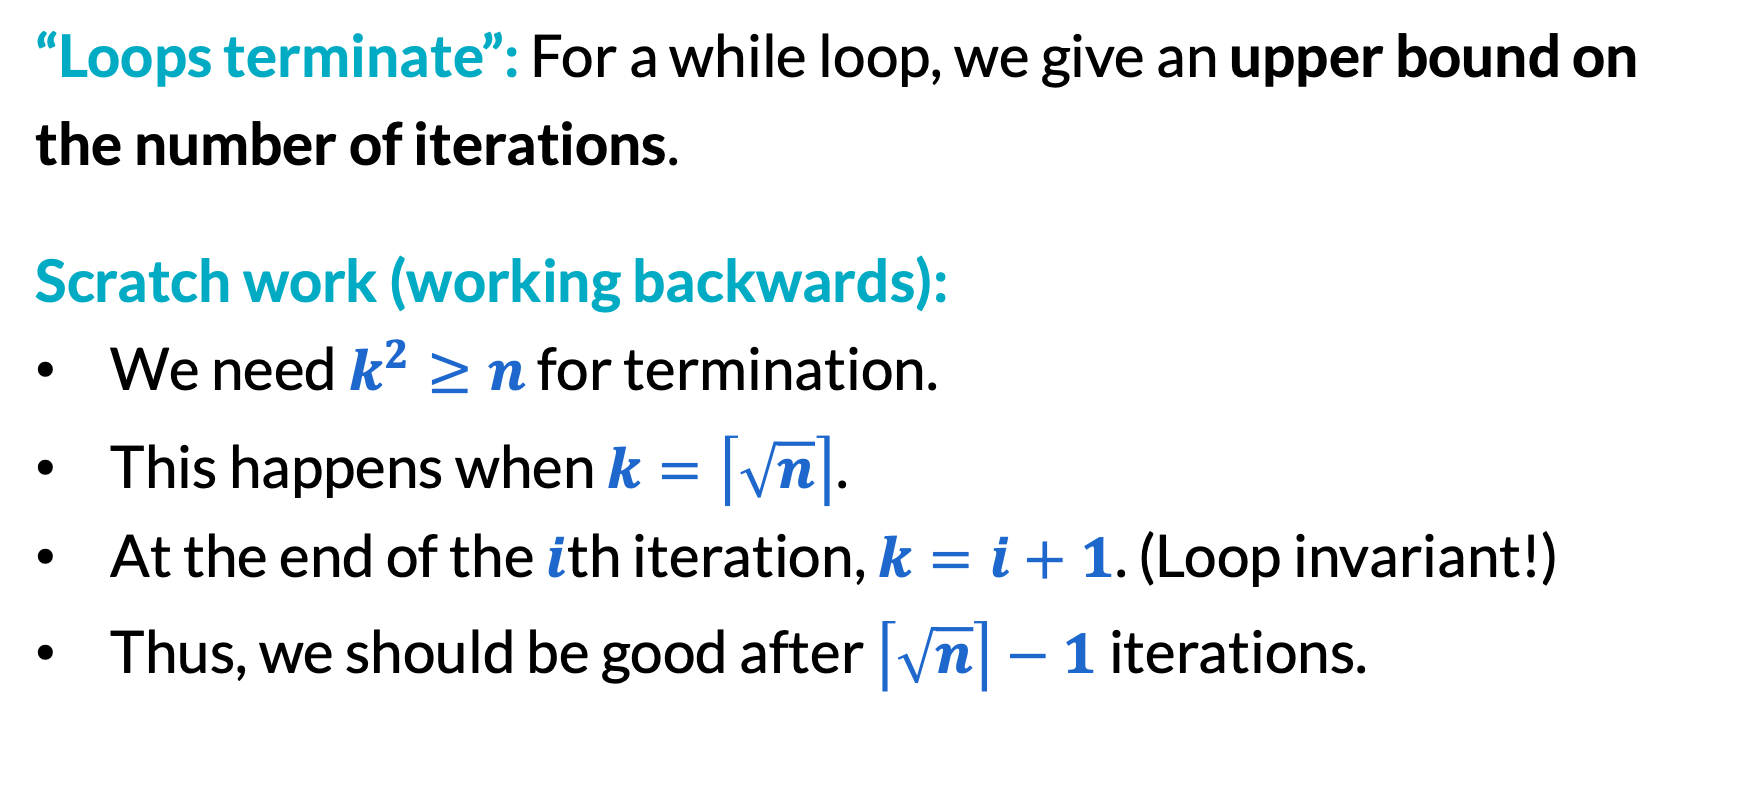 “Loops terminate”: For a while loop, we give an upper bound on
the number of iterations.
Scratch work (working backwards):
• We need k² ≥ n for termination.
• This happens when k = ⌈√n⌉.
• At the end of the ith iteration, k = i + 1. (Loop invariant!)
• Thus, we should be good after ⌈√n⌉ − 1 iterations.